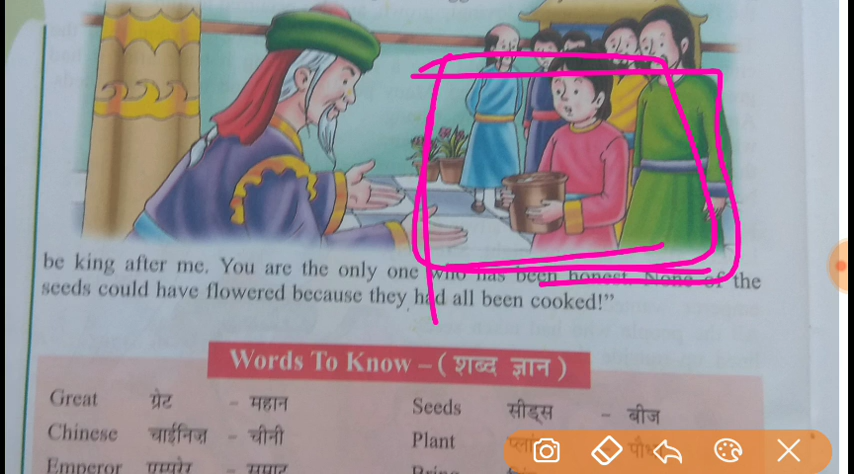 be king after me. You are the only one who has been honest. None of the
seeds could have flowered because they had all been cooked!"
Words To Know – ( शब्द ज्ञान )
Great ग्रेट – महान Seeds सीड्स – बीज
Chinese चाईनिज़ – चीनी Plant
Emperor एम्परे – सम्राट